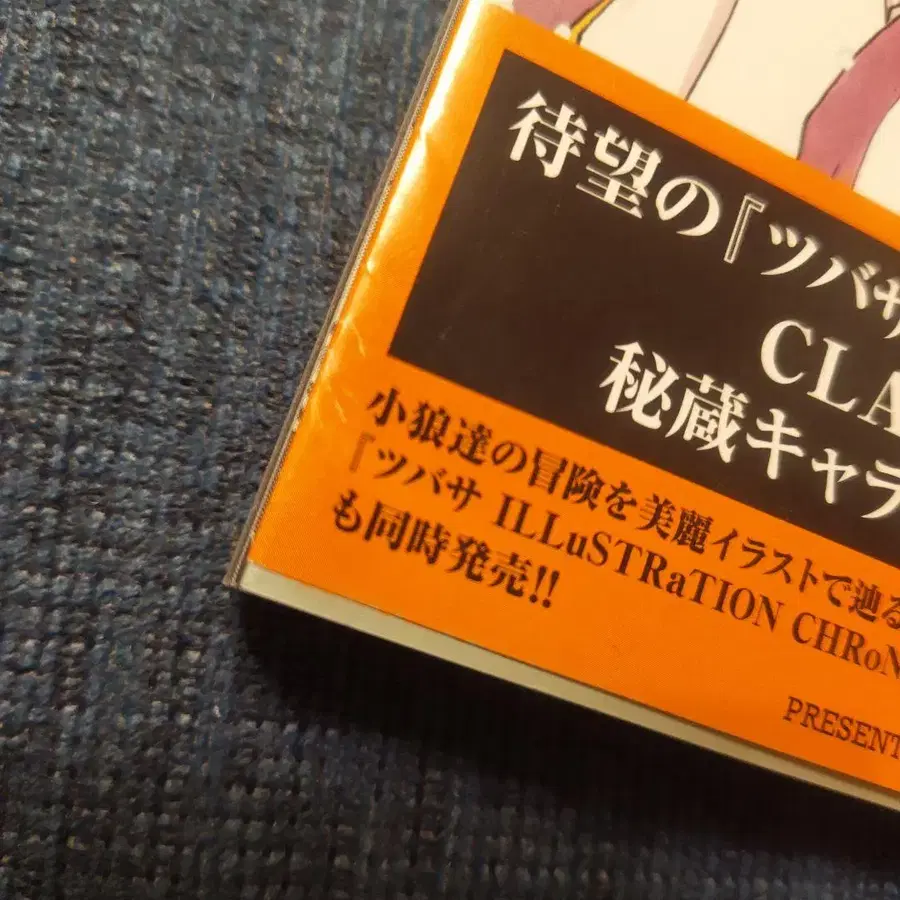 待望の『ツバサ
CLA
秘蔵キャラ
小狼達の冒険を美麗イラストで辿る
『ツバサ ILLuSTRaTION CHRoN
も同時発売!!
PRESENT